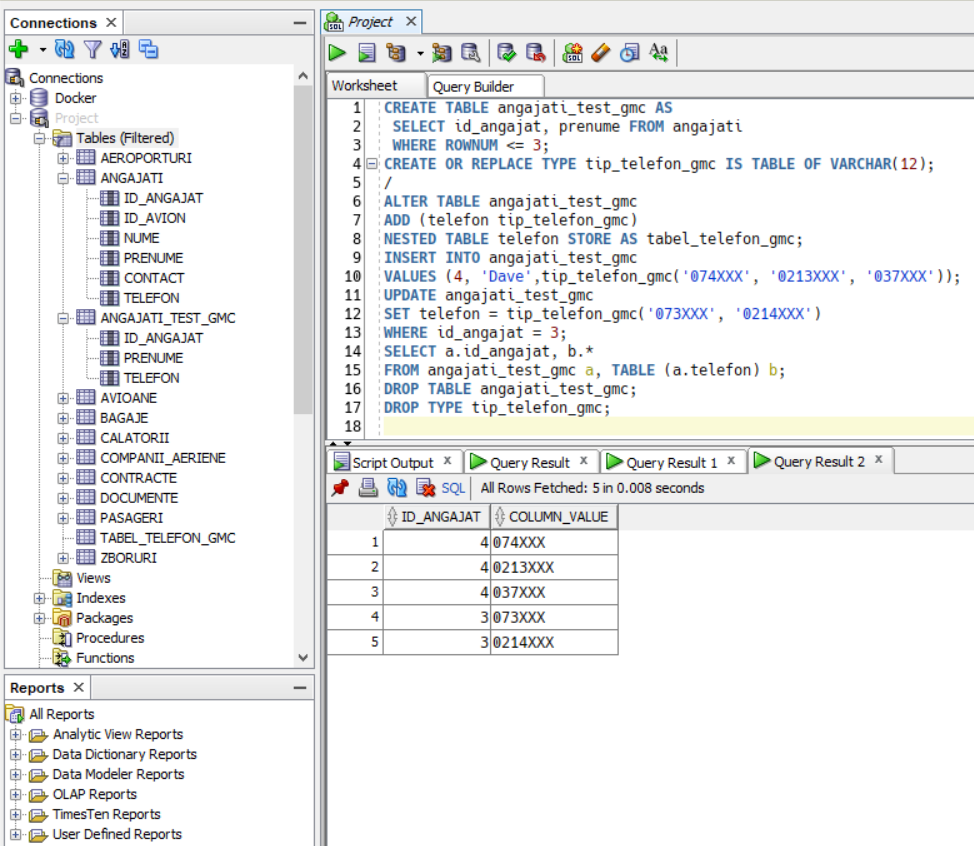 Connections
Connections
Docker
Project
Tables (Filtered)
AEROPORTURI
ANGAJATI
ID_ANGAJAT
ID_AVION
NUME
PRENUME
CONTACT
TELEFON
ANGAJATI_TEST_GMC
ID_ANGAJAT
PRENUME
TELEFON
AVIOANE
BAGAJE
CALATORII
COMPANII_AERIENE
CONTRACTE
DOCUMENTE
PASAGERI
TABEL_TELEFON_GMC
ZBORURI
Views
Indexes
Packages
Procedures
Functions
Reports
All Reports
Analytic View Reports
Data Dictionary Reports
Data Modeler Reports
OLAP Reports
TimesTen Reports
User Defined Reports
Project
Worksheet Query Builder
1 CREATE TABLE angajati_test_gmc AS
2 SELECT id_angajat, prenume FROM angajati
3 WHERE ROWNUM <= 3;
4 CREATE OR REPLACE TYPE tip_telefon_gmc IS TABLE OF VARCHAR(12);
5 /
6 ALTER TABLE angajati_test_gmc
7 ADD (telefon tip_telefon_gmc)
8 NESTED TABLE telefon STORE AS tabel_telefon_gmc;
9 INSERT INTO angajati_test_gmc
10 VALUES (4, 'Dave',tip_telefon_gmc('074XXX', '0213XXX', '037XXX'));
11 UPDATE angajati_test_gmc
12 SET telefon = tip_telefon_gmc('073XXX', '0214XXX')
13 WHERE id_angajat = 3;
14 SELECT a.id_angajat, b.*
15 FROM angajati_test_gmc a, TABLE (a.telefon) b;
16 DROP TABLE angajati_test_gmc;
17 DROP TYPE tip_telefon_gmc;
18
Script Output x Query Result x Query Result 1 x Query Result 2 x
SQL All Rows Fetched: 5 in 0.008 seconds
ID_ANGAJAT COLUMN_VALUE
1 4 074XXX
2 4 0213XXX
3 4 037XXX
4 3 073XXX
5 3 0214XXX